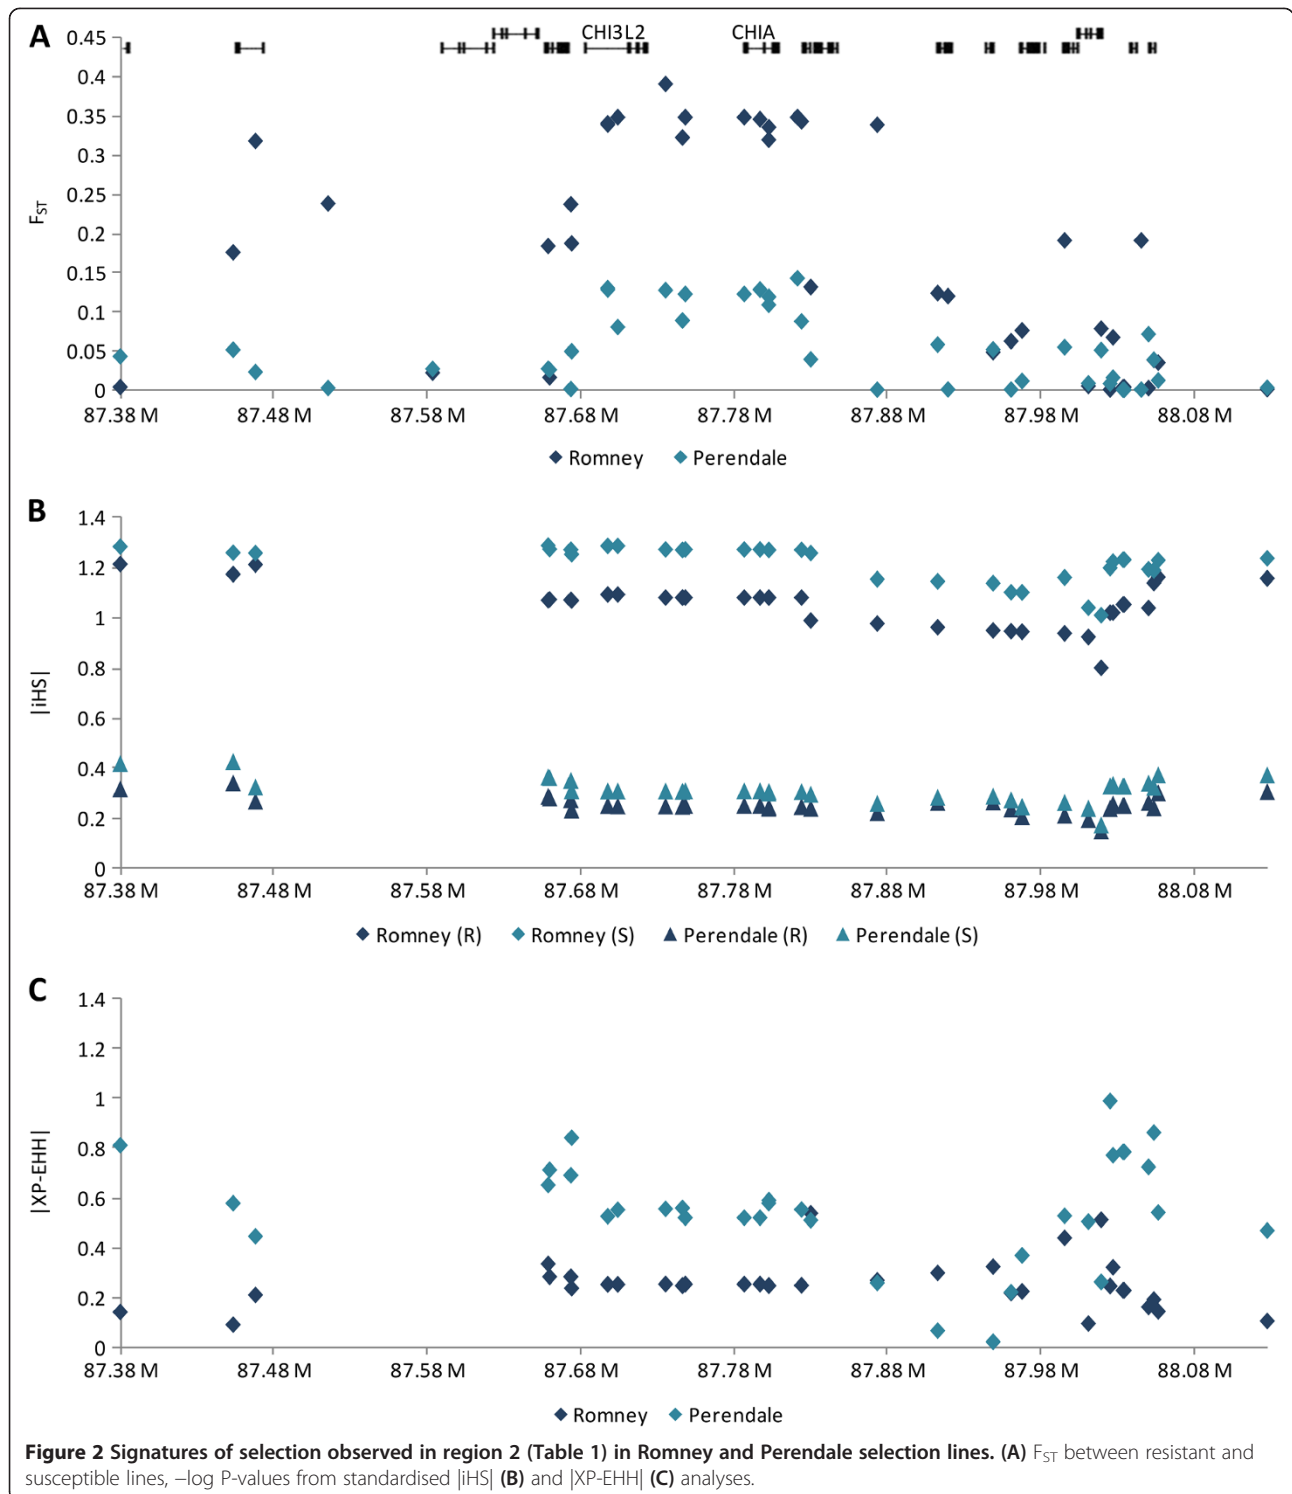 A
CHI3L2 CHIA
0.45
0.4
0.35
0.3
0.25
0.2
0.15
0.1
0.05
0
FST
87.38 M 87.48 M 87.58 M 87.68 M 87.78 M 87.88 M 87.98 M 88.08 M
Romney Perendale
B
1.4
1.2
1
0.8
0.6
0.4
0.2
0
|iHS|
87.38 M 87.48 M 87.58 M 87.68 M 87.78 M 87.88 M 87.98 M 88.08 M
Romney (R) Romney (S) Perendale (R) Perendale (S)
C
1.4
1.2
1
0.8
0.6
0.4
0.2
0
|XP-EHH|
87.38 M 87.48 M 87.58 M 87.68 M 87.78 M 87.88 M 87.98 M 88.08 M
Romney Perendale
Figure 2 Signatures of selection observed in region 2 (Table 1) in Romney and Perendale selection lines. (A) FST between resistant and
susceptible lines, −log P-values from standardised |iHS| (B) and |XP-EHH| (C) analyses.